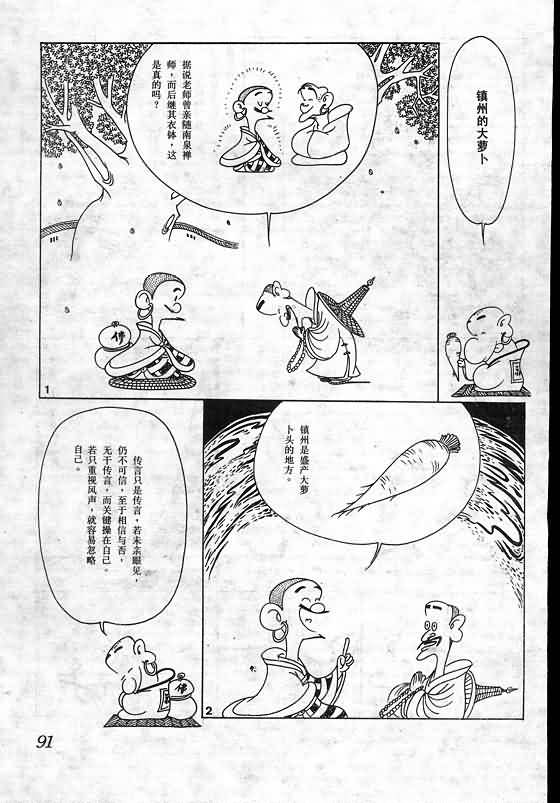 镇州的大萝卜
据说老师曾亲随南泉禅
师，而后继其衣钵，这
是真的吗？
1
镇州是盛产大萝
卜头的地方。
2
传言只是传言，若未亲眼见，
仍不可信，至于相信与否，
无干传言，而关键操在自己。
若只重视风声，就容易忽略
自己。
91